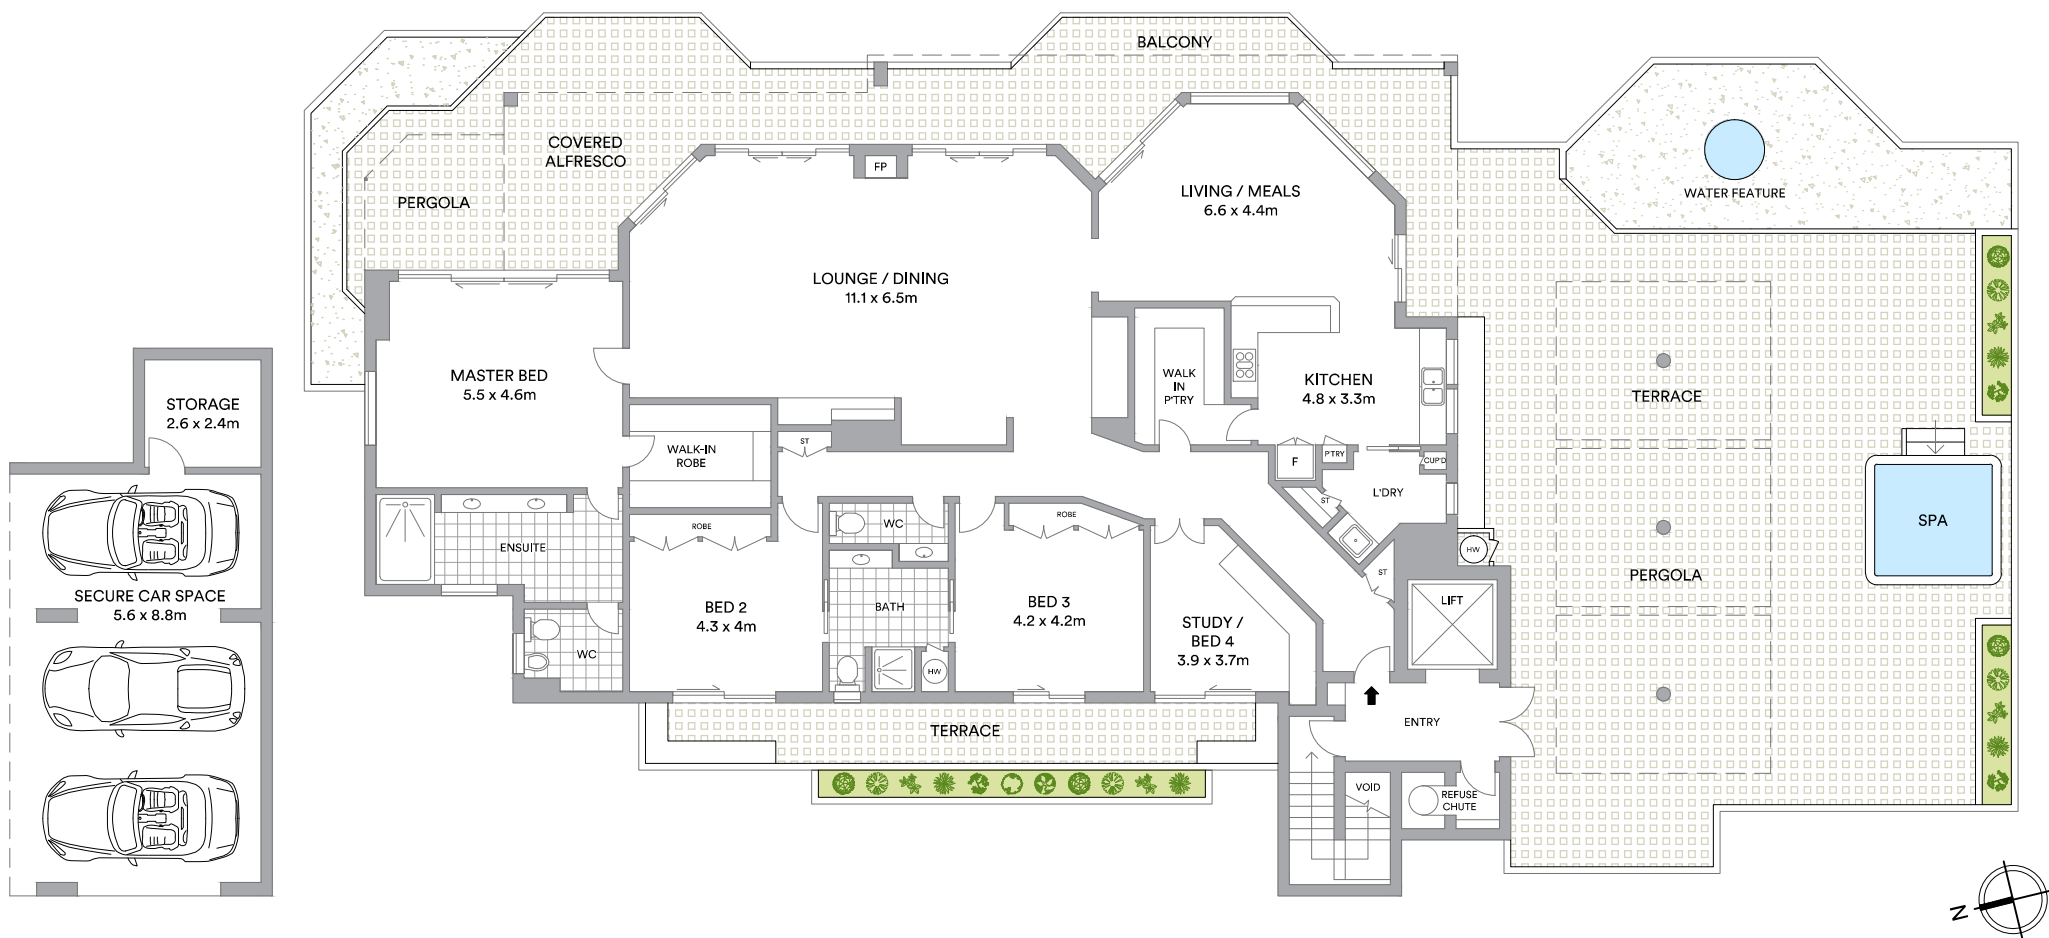 BALCONY
COVERED
ALFRESCO
PERGOLA
FP
LIVING / MEALS
6.6 x 4.4m
WATER FEATURE
LOUNGE / DINING
11.1 x 6.5m
MASTER BED
5.5 x 4.6m
WALK
IN
P'TRY
KITCHEN
4.8 x 3.3m
TERRACE
STORAGE
2.6 x 2.4m
WALK-IN
ROBE
ST
F
P'TRY
CUP'D
L'DRY
ST
SPA
ROBE
ROBE
WC
ENSUITE
HW
ST
PERGOLA
LIFT
SECURE CAR SPACE
5.6 x 8.8m
BED 2
4.3 x 4m
BATH
BED 3
4.2 x 4.2m
STUDY /
BED 4
3.9 x 3.7m
WC
HW
ENTRY
TERRACE
VOID
REFUSE
CHUTE
N